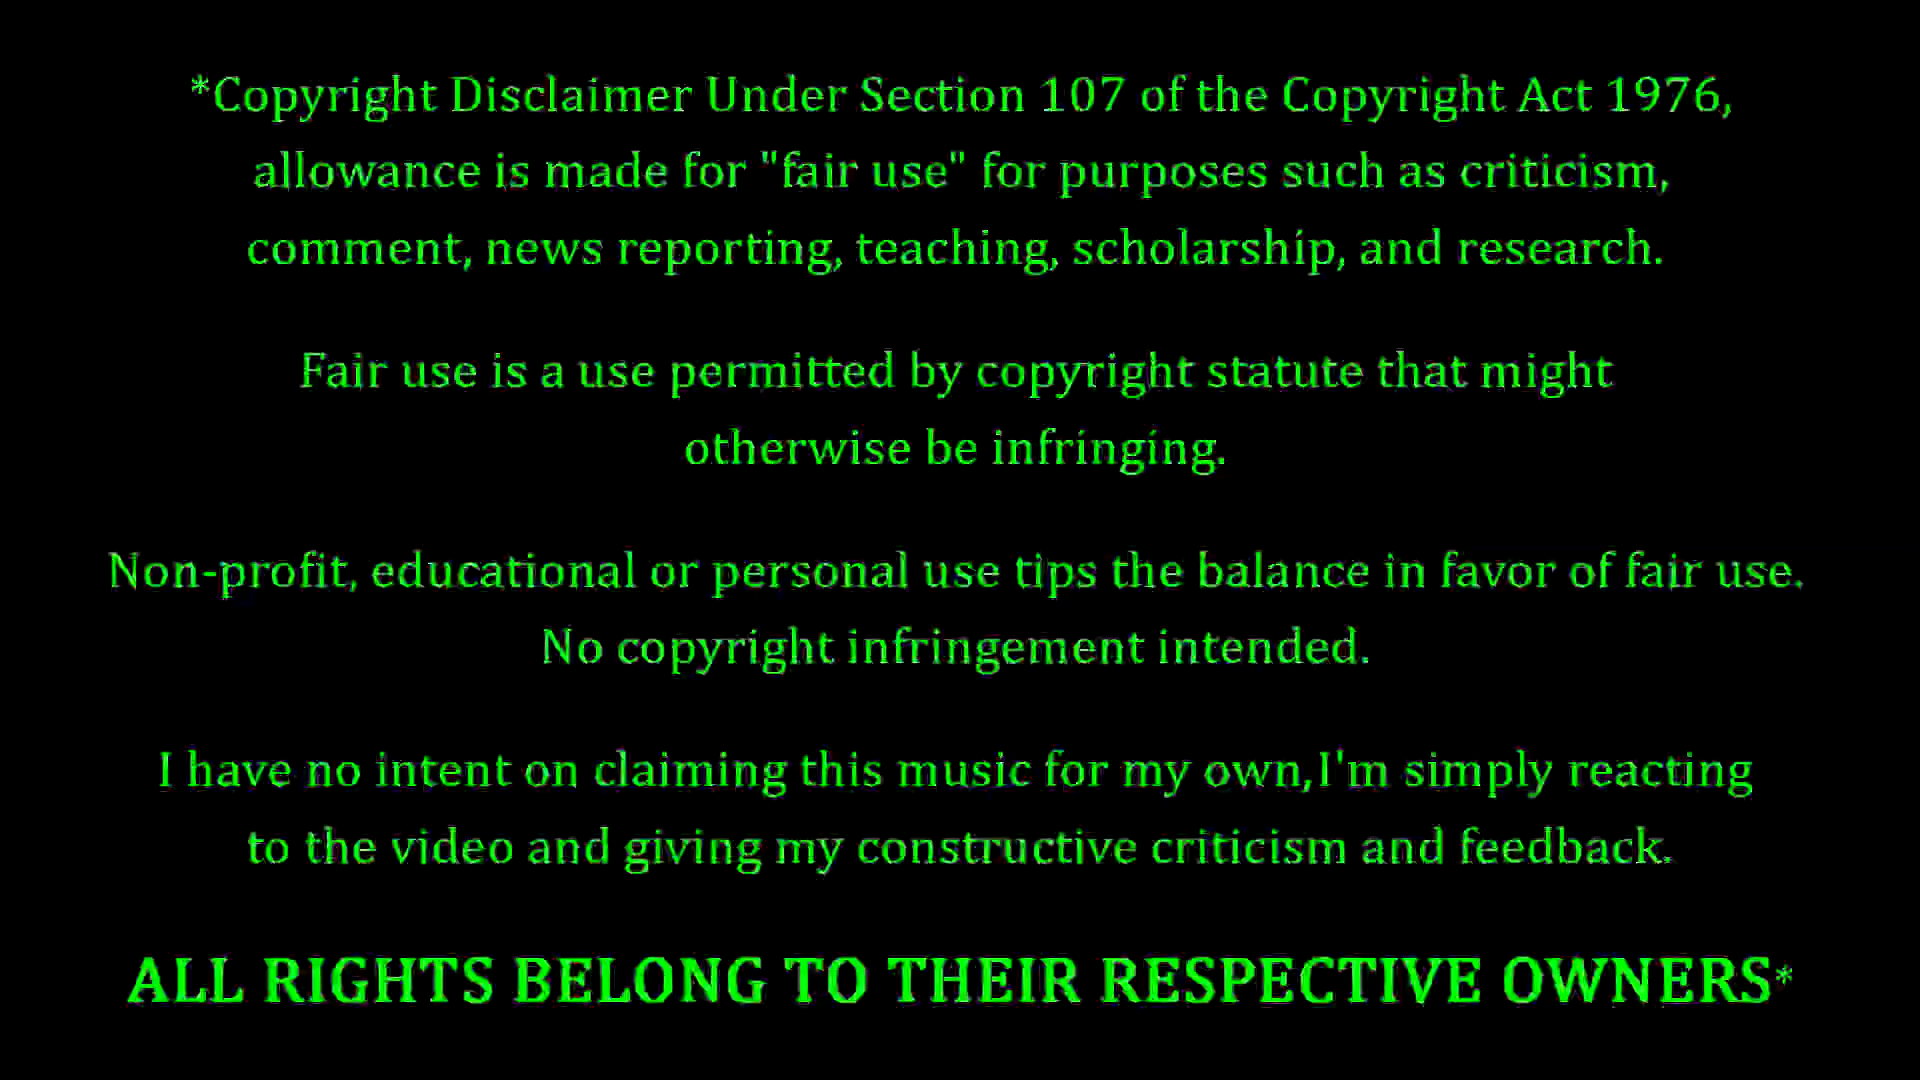 *Copyright Disclaimer Under Section 107 of the Copyright Act 1976,
allowance is made for "fair use" for purposes such as criticism,
comment, news reporting, teaching, scholarship, and research.
Fair use is a use permitted by copyright statute that might
otherwise be infringing.
Non-profit, educational or personal use tips the balance in favor of fair use.
No copyright infringement intended.
I have no intent on claiming this music for my own,I'm simply reacting
to the video and giving my constructive criticism and feedback.
ALL RIGHTS BELONG TO THEIR RESPECTIVE OWNERS*